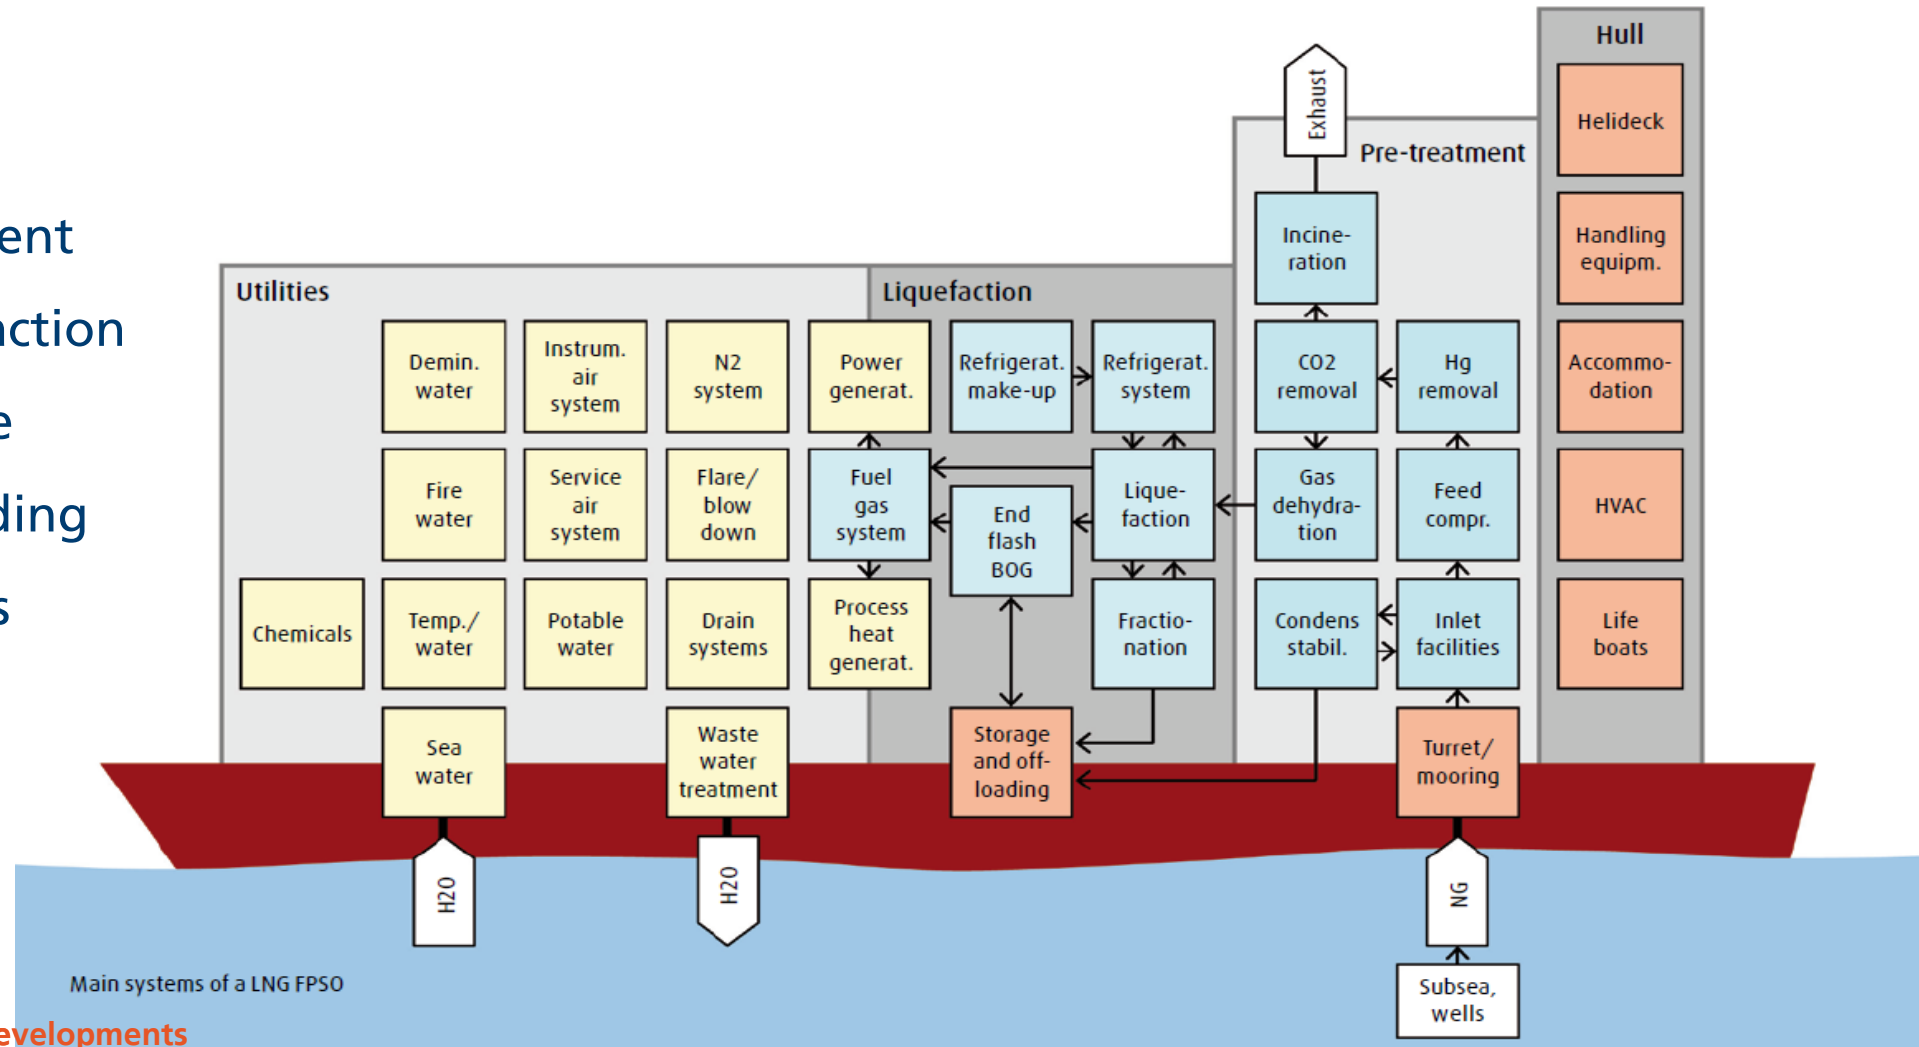 ent
ction
e
ding
s
Hull
Helideck
Handling
equipm.
Accommo-
dation
HVAC
Life
boats
Exhaust
Pre-treatment
Incine-
ration
CO2
removal
Hg
removal
Gas
dehydra-
tion
Feed
compr.
Condens
stabil.
Inlet
facilities
Turret/
mooring
NG
Subsea,
wells
Liquefaction
Refrigerat.
make-up
Refrigerat.
system
End
flash
BOG
Lique-
faction
Fractio-
nation
Storage
and off-
loading
Utilities
Demin.
water
Instrum.
air
system
N2
system
Power
generat.
Fire
water
Service
air
system
Flare/
blow
down
Fuel
gas
system
Chemicals
Temp./
water
Potable
water
Drain
systems
Process
heat
generat.
Sea
water
Waste
water
treatment
H2O
H2O
Main systems of a LNG FPSO
evelopments